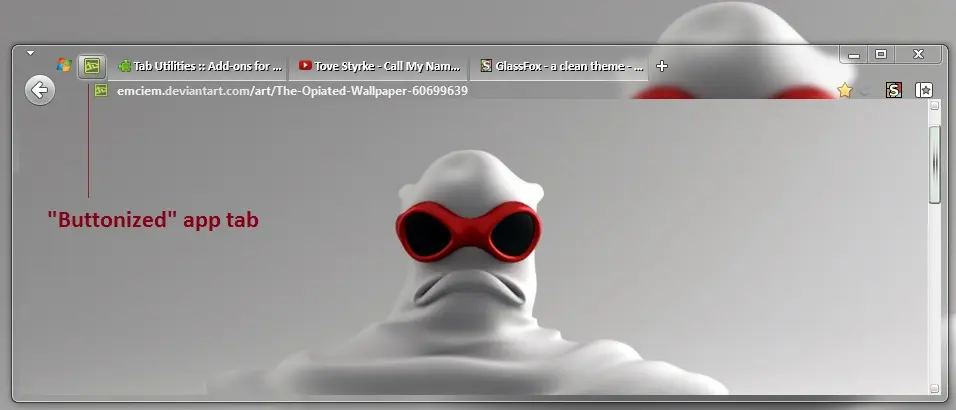 Tab Utilities :: Add-ons for ...
Tove Styrke - Call My Nam...
GlassFox - a clean theme - ...
emciem.deviantart.com/art/The-Opiated-Wallpaper-60699639
"Buttonized" app tab